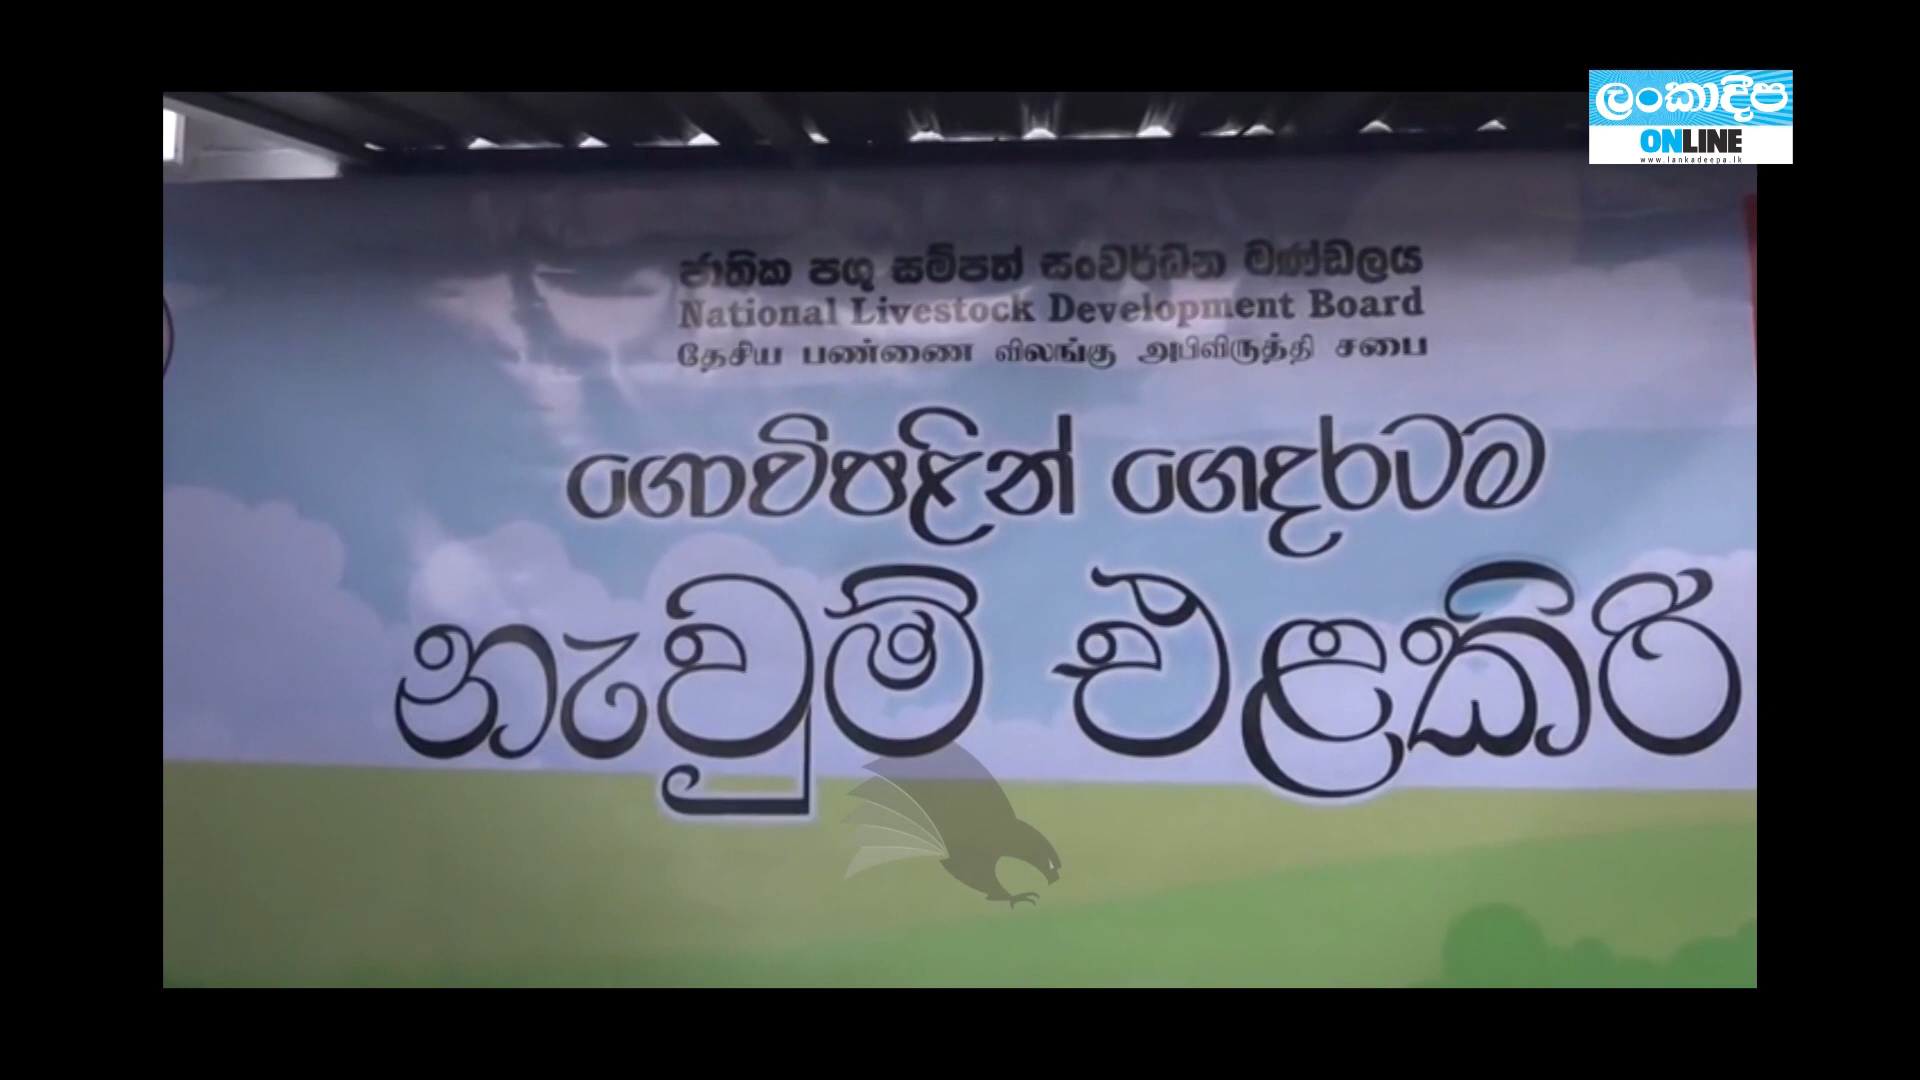 ලංකාදීප
ONLINE
www.lankadeepa.lk
ජාතික පශු සම්පත් සංවර්ධන මණ්ඩලය
National Livestock Development Board
தேசிய பண்ணை விலங்கு அபிவிருத்தி சபை
ගොවිපළින් ගෙදරටම
නැවුම් එළකිරි